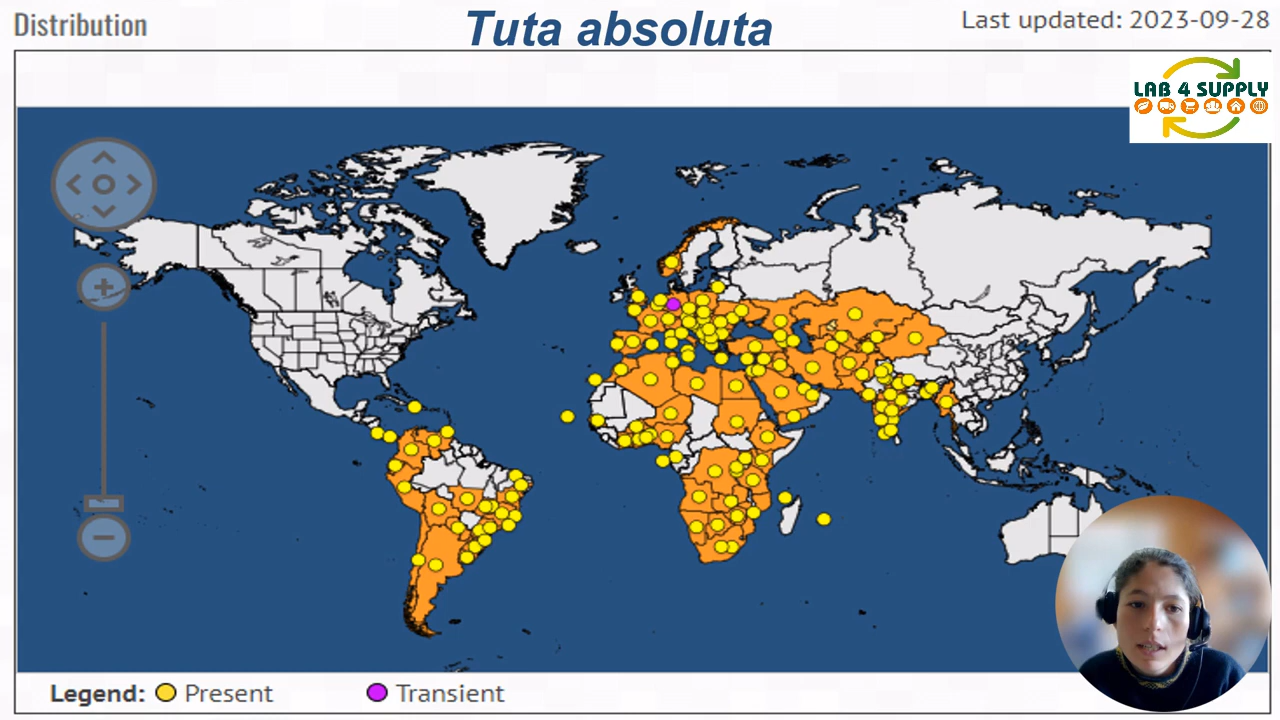 Distribution
Tuta absoluta
Last updated: 2023-09-28
LAB 4 SUPPLY
Legend: Present Transient